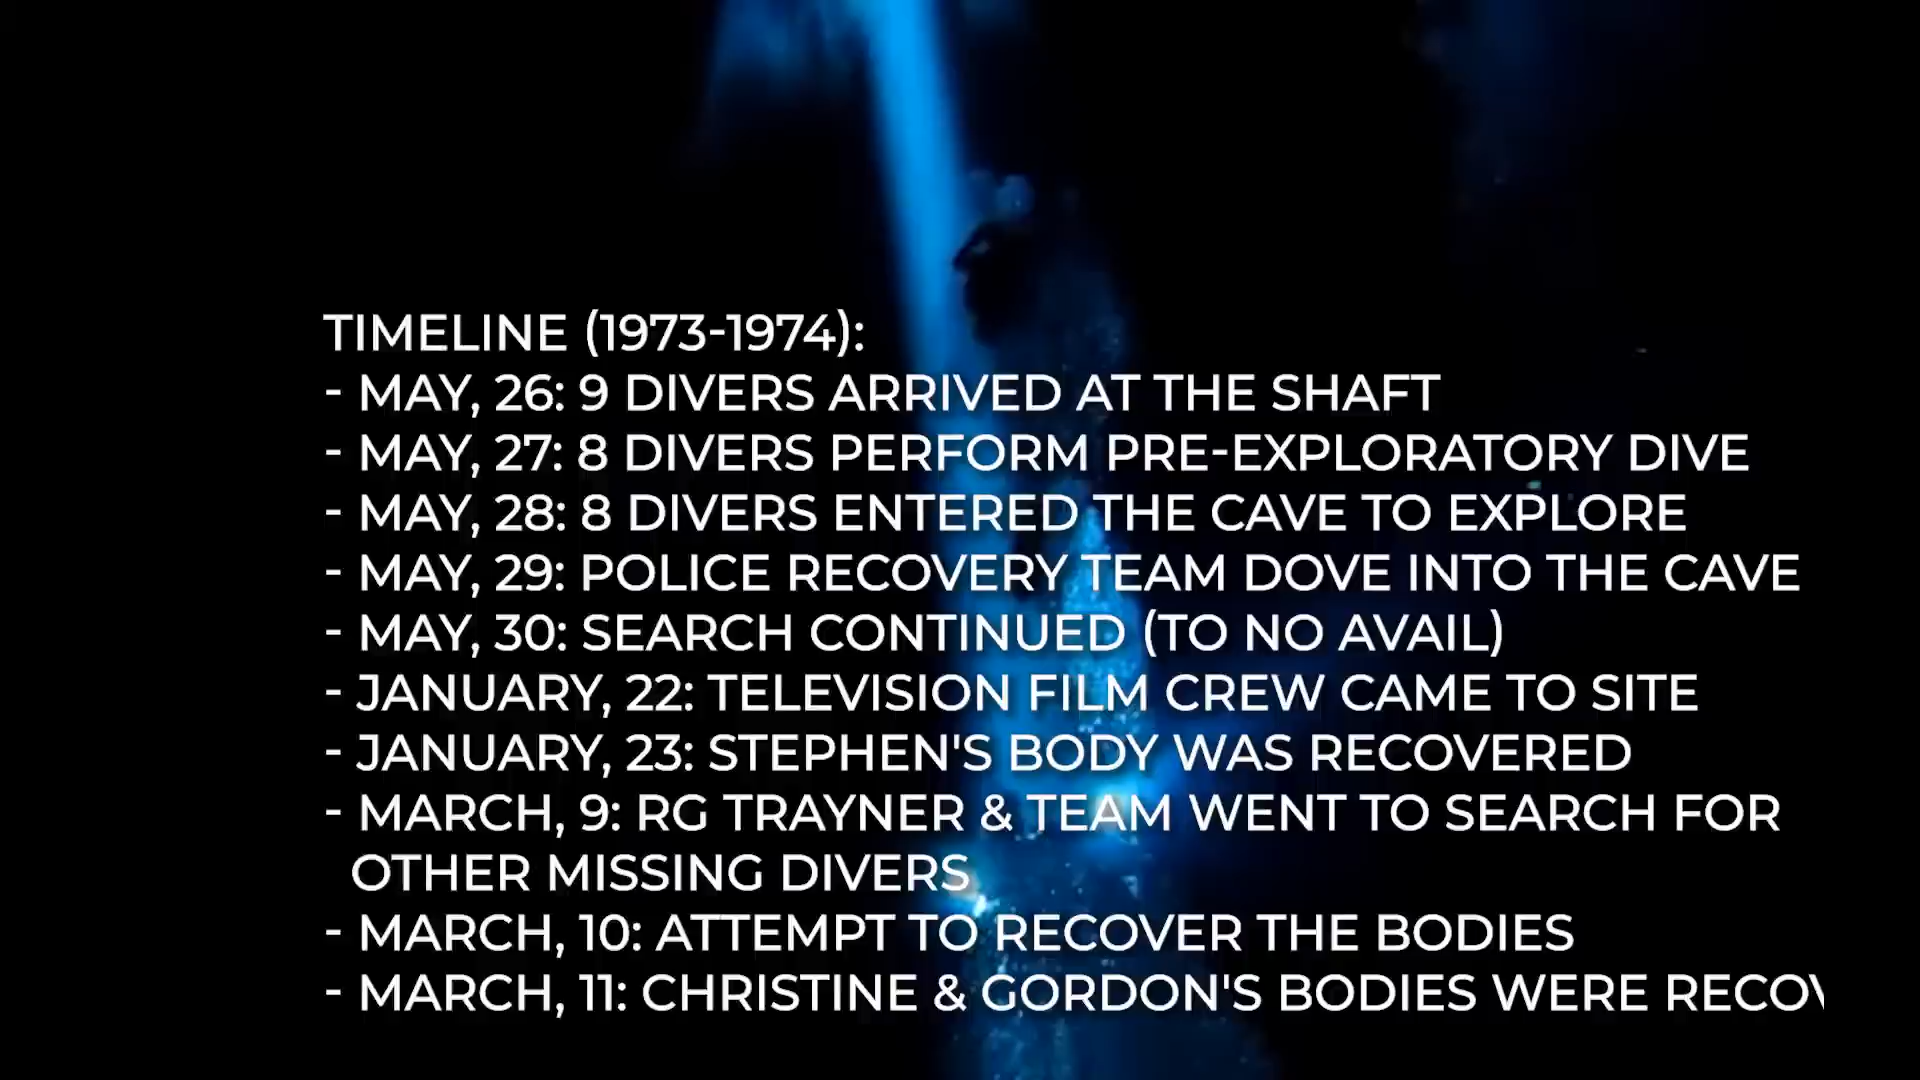 TIMELINE (1973-1974):
- MAY, 26: 9 DIVERS ARRIVED AT THE SHAFT
- MAY, 27: 8 DIVERS PERFORM PRE-EXPLORATORY DIVE
- MAY, 28: 8 DIVERS ENTERED THE CAVE TO EXPLORE
- MAY, 29: POLICE RECOVERY TEAM DOVE INTO THE CAVE
- MAY, 30: SEARCH CONTINUED (TO NO AVAIL)
- JANUARY, 22: TELEVISION FILM CREW CAME TO SITE
- JANUARY, 23: STEPHEN'S BODY WAS RECOVERED
- MARCH, 9: RG TRAYNER & TEAM WENT TO SEARCH FOR
OTHER MISSING DIVERS
- MARCH, 10: ATTEMPT TO RECOVER THE BODIES
- MARCH, 11: CHRISTINE & GORDON'S BODIES WERE